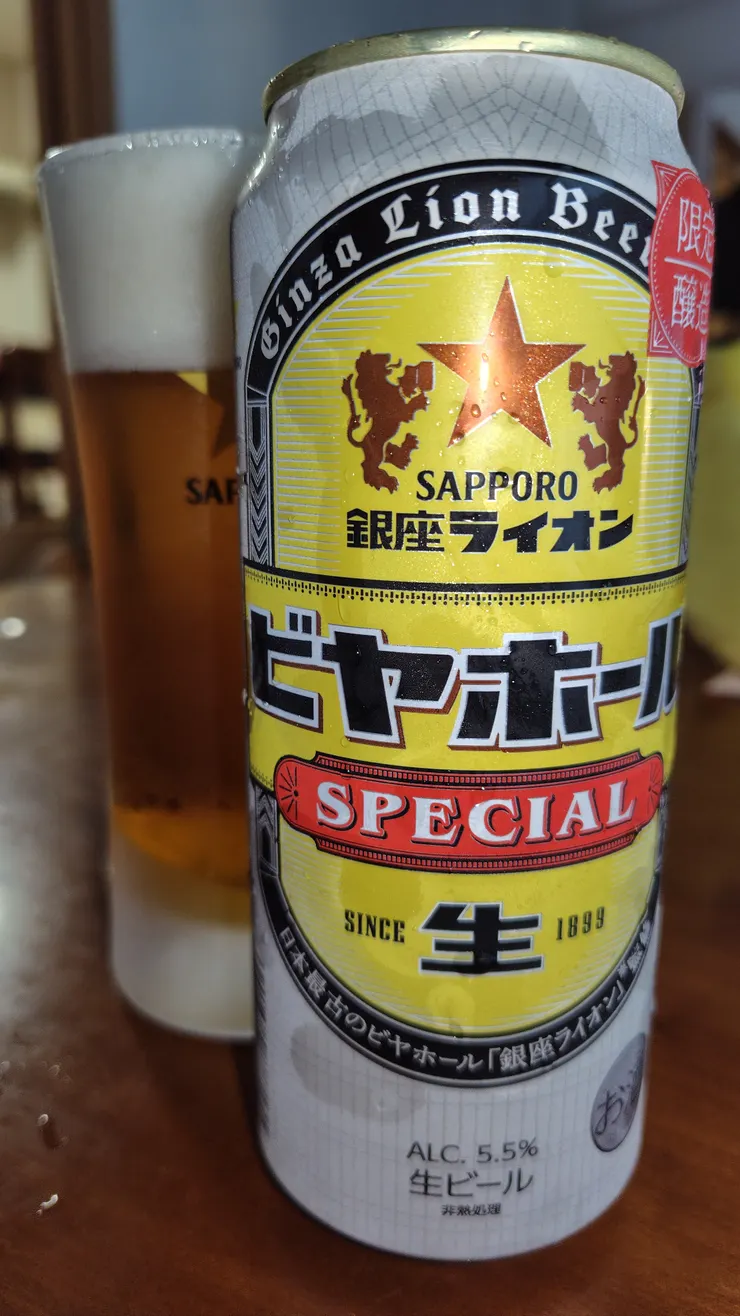 Ginza Lion Beer
限定
醸造
SAPPORO
銀座ライオン
ビヤホール
SPECIAL
SINCE 生 1899
日本最古のビヤホール「銀座ライオン」
お酒
ALC. 5.5%
生ビール
非熱処理
SAP